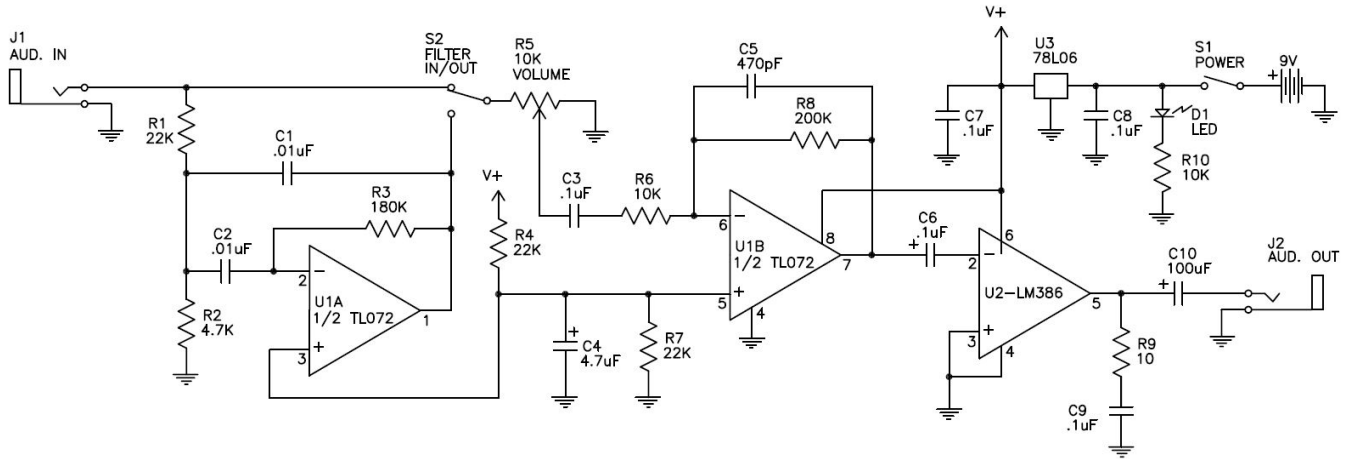 J1
AUD. IN
R1
22K
C1
.01uF
C2
.01uF
R2
4.7K
R3
180K
2
3
1
U1A
1/2 TL072
S2
FILTER
IN/OUT
R5
10K
VOLUME
V+
R4
22K
C3
.1uF
R6
10K
C4
4.7uF
R7
22K
C5
470pF
R8
200K
6
5
8
4
7
U1B
1/2 TL072
C6
.1uF
V+
C7
.1uF
U3
78L06
C8
.1uF
S1
POWER
9V
D1
LED
R10
10K
2
3
6
4
5
U2-LM386
R9
10
C9
.1uF
C10
100uF
J2
AUD. OUT